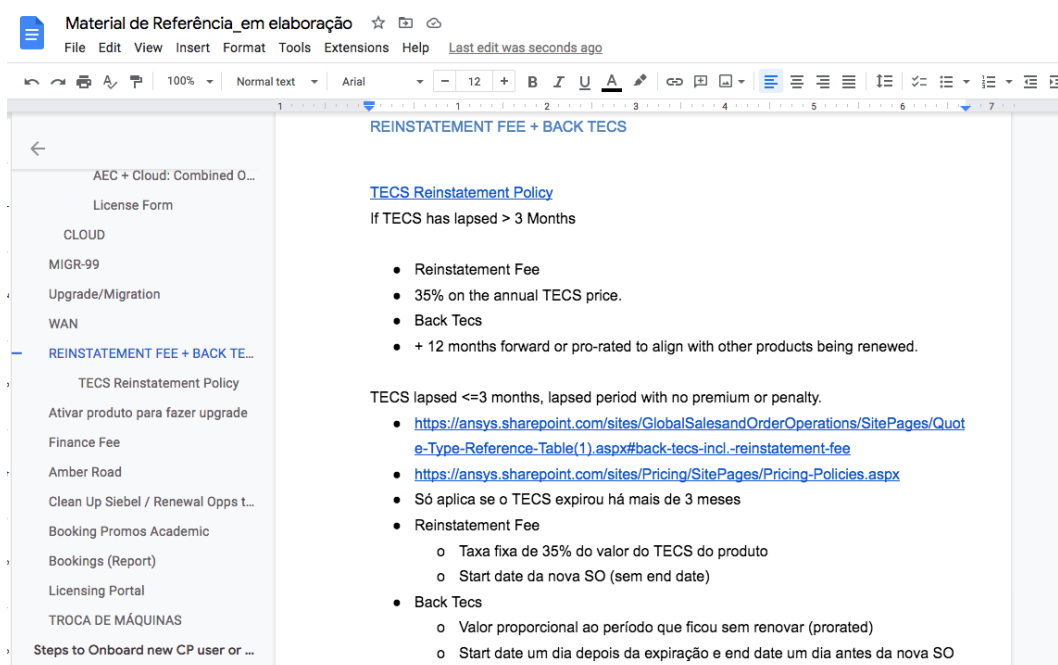 Material de Referência_em elaboração
File Edit View Insert Format Tools Extensions Help Last edit was seconds ago
100% Normal text Arial − 12 + B I U A
1 1 2 3 4 5 6 7
AEC + Cloud: Combined O...
License Form
CLOUD
MIGR-99
Upgrade/Migration
WAN
REINSTATEMENT FEE + BACK TE...
TECS Reinstatement Policy
Ativar produto para fazer upgrade
Finance Fee
Amber Road
Clean Up Siebel / Renewal Opps t...
Booking Promos Academic
Bookings (Report)
Licensing Portal
TROCA DE MÁQUINAS
Steps to Onboard new CP user or ...
REINSTATEMENT FEE + BACK TECS
TECS Reinstatement Policy
If TECS has lapsed > 3 Months
● Reinstatement Fee
● 35% on the annual TECS price.
● Back Tecs
● + 12 months forward or pro-rated to align with other products being renewed.
TECS lapsed <=3 months, lapsed period with no premium or penalty.
● https://ansys.sharepoint.com/sites/GlobalSalesandOrderOperations/SitePages/Quot
e-Type-Reference-Table(1).aspx#back-tecs-incl.-reinstatement-fee
● https://ansys.sharepoint.com/sites/Pricing/SitePages/Pricing-Policies.aspx
● Só aplica se o TECS expirou há mais de 3 meses
● Reinstatement Fee
o Taxa fixa de 35% do valor do TECS do produto
o Start date da nova SO (sem end date)
● Back Tecs
o Valor proporcional ao período que ficou sem renovar (prorated)
o Start date um dia depois da expiração e end date um dia antes da nova SO